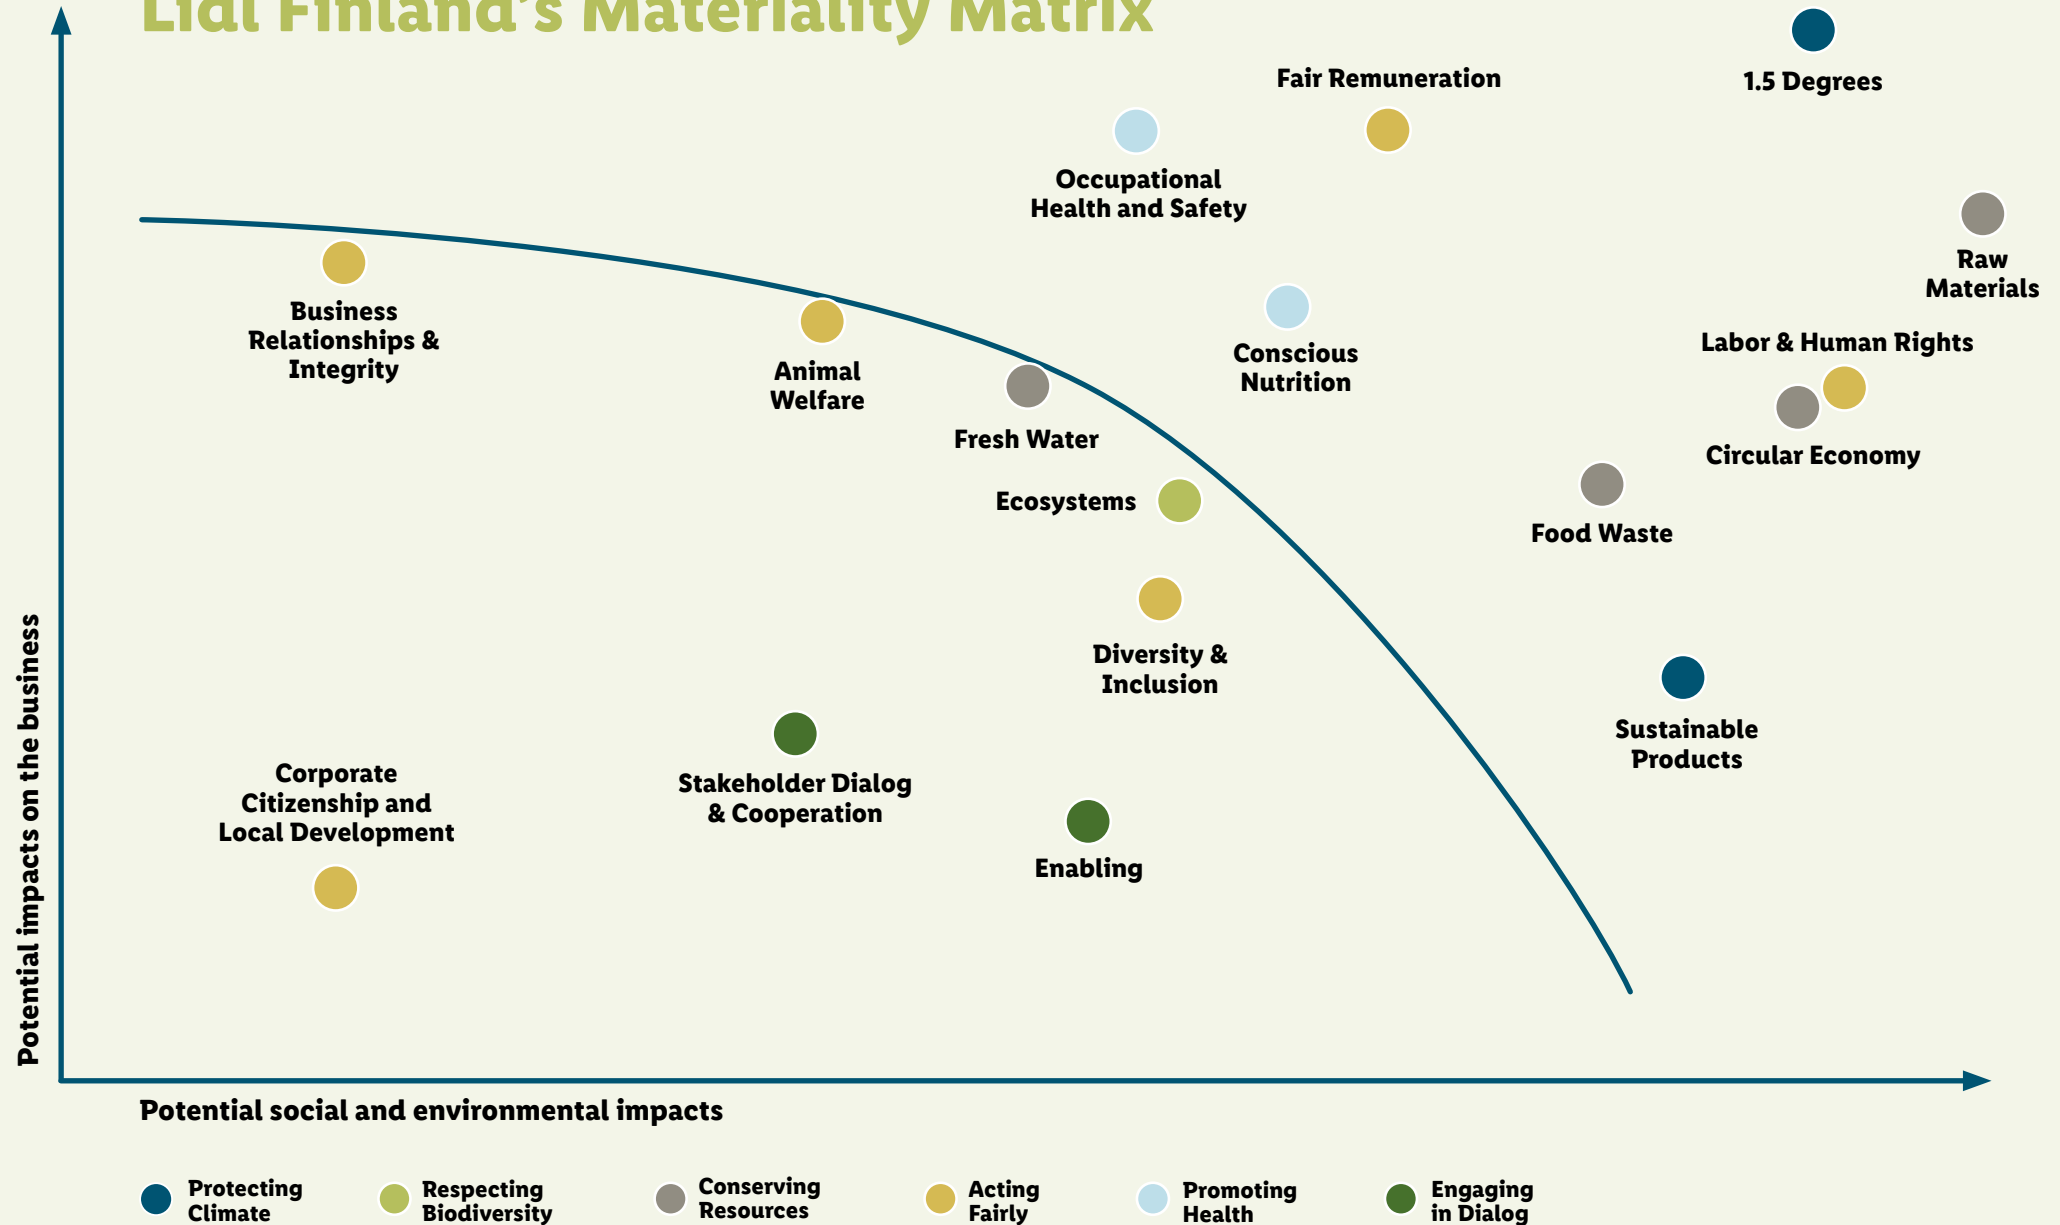 Lidl Finland's Materiality Matrix
1.5 Degrees
Fair Remuneration
Occupational
Health and Safety
Raw
Materials
Business
Relationships &
Integrity
Animal
Welfare
Conscious
Nutrition
Labor & Human Rights
Fresh Water
Circular Economy
Ecosystems
Food Waste
Diversity &
Inclusion
Sustainable
Products
Stakeholder Dialog
& Cooperation
Corporate
Citizenship and
Local Development
Enabling
Potential impacts on the business
Potential social and environmental impacts
Protecting
Climate
Respecting
Biodiversity
Conserving
Resources
Acting
Fairly
Promoting
Health
Engaging
in Dialog